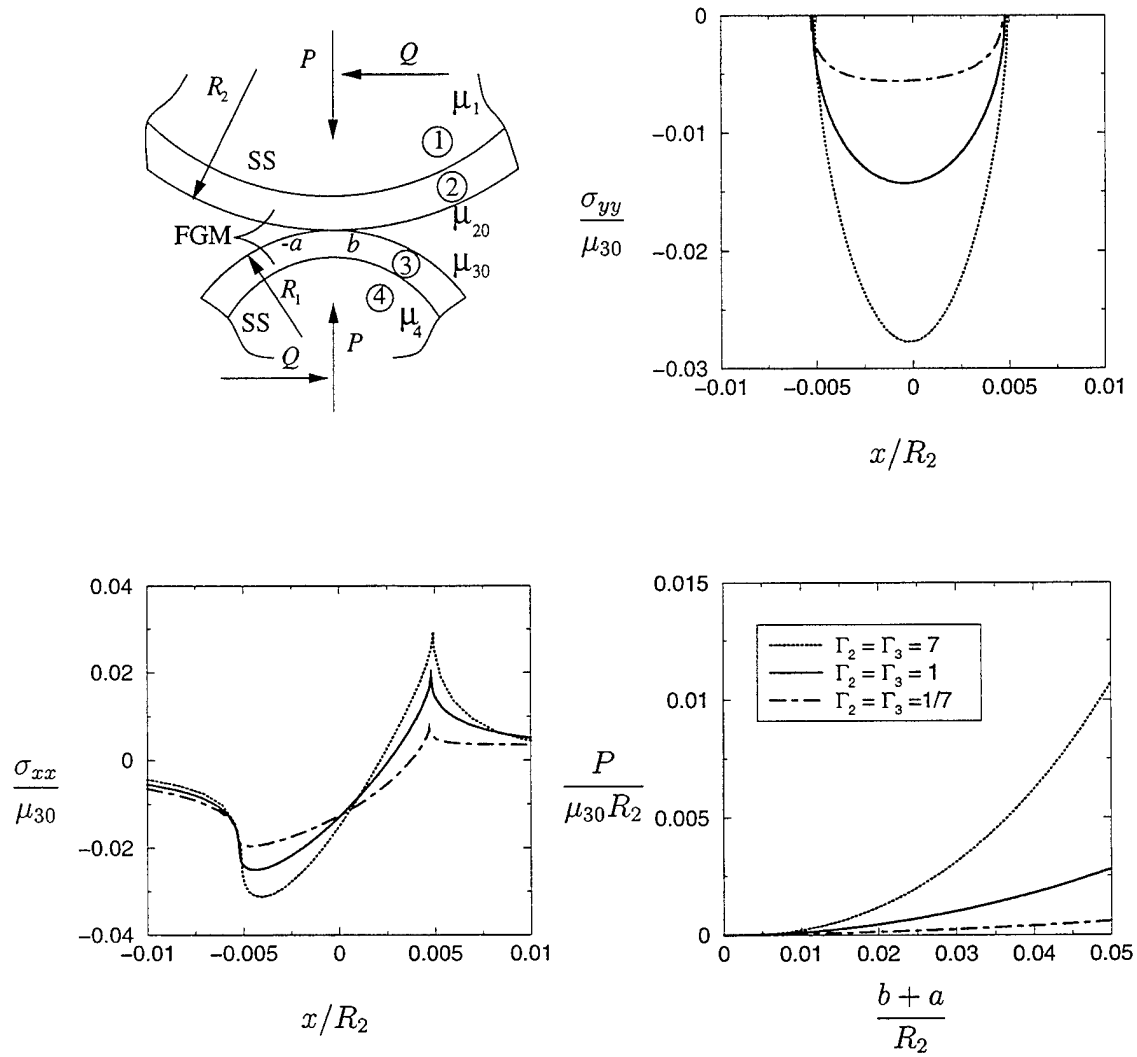 P
Q
R2
μ1
SS
1
2
FGM
-a
b
μ20
3
μ30
R1
4
SS
μ4
Q
P
0
−0.01
σyy
μ30
−0.02
−0.03
−0.01
−0.005
0
0.005
0.01
x/R2
0.04
0.02
0
σxx
μ30
−0.02
−0.04
−0.01
−0.005
0
0.005
0.01
x/R2
0.015
Γ2 = Γ3 = 7
Γ2 = Γ3 = 1
Γ2 = Γ3 =1/7
0.01
P
μ30R2
0.005
0
0
0.01
0.02
0.03
0.04
0.05
b + a
R2